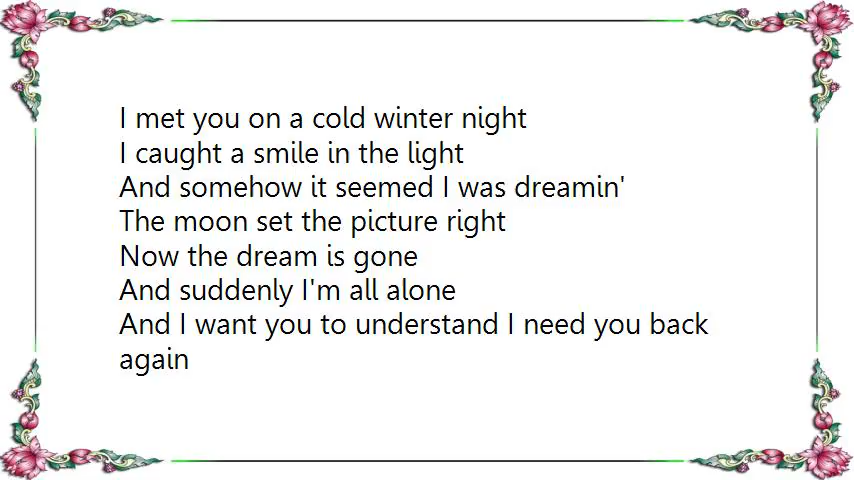 I met you on a cold winter night
I caught a smile in the light
And somehow it seemed I was dreamin'
The moon set the picture right
Now the dream is gone
And suddenly I'm all alone
And I want you to understand I need you back
again